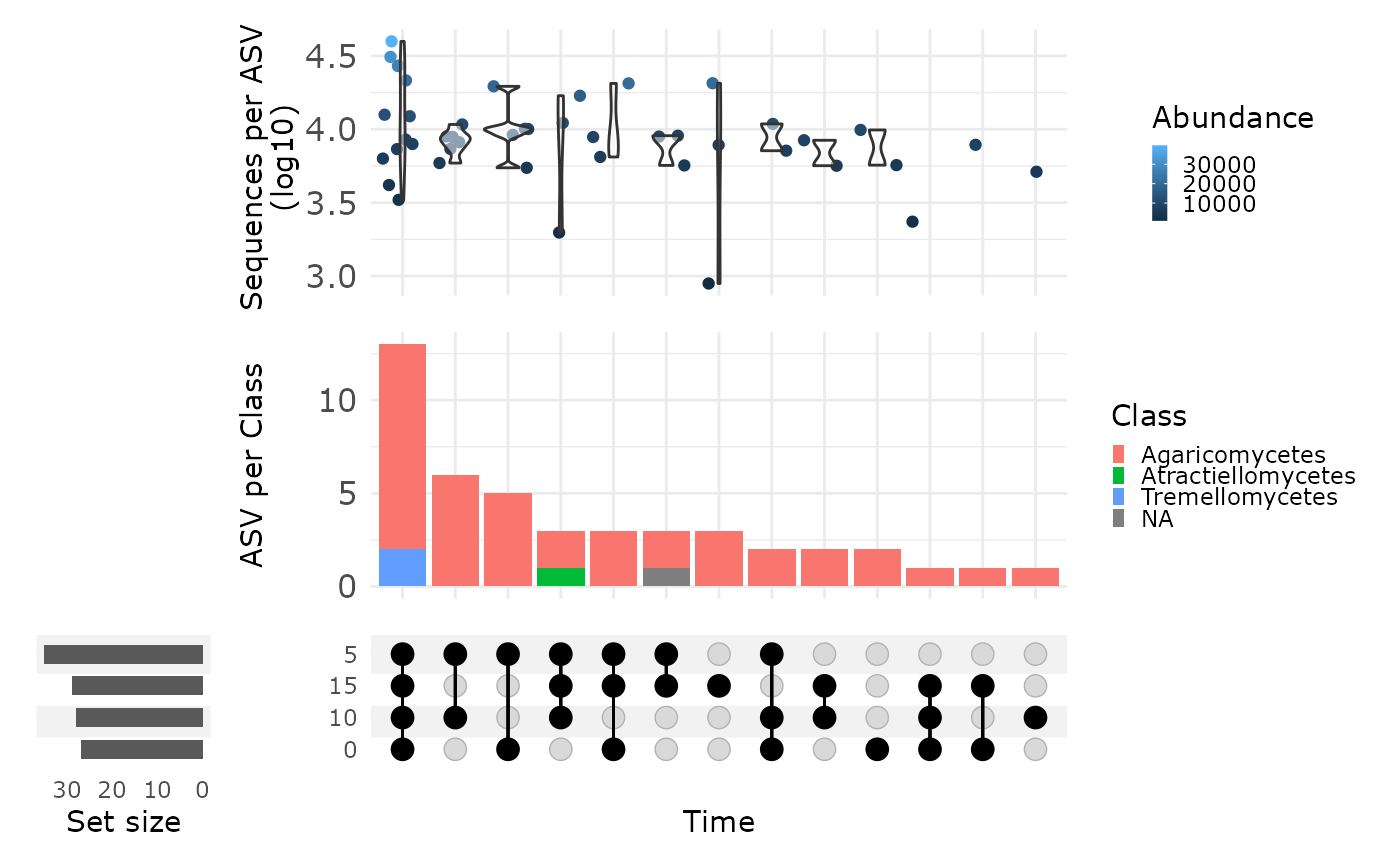 Sequences per ASV
(log10)
4.5
4.0
3.5
3.0
Abundance
30000
20000
10000
ASV per Class
10
5
0
Class
Agaricomycetes
Atractiellomycetes
Tremellomycetes
NA
5
15
10
0
30 20 10 0
Set size
Time